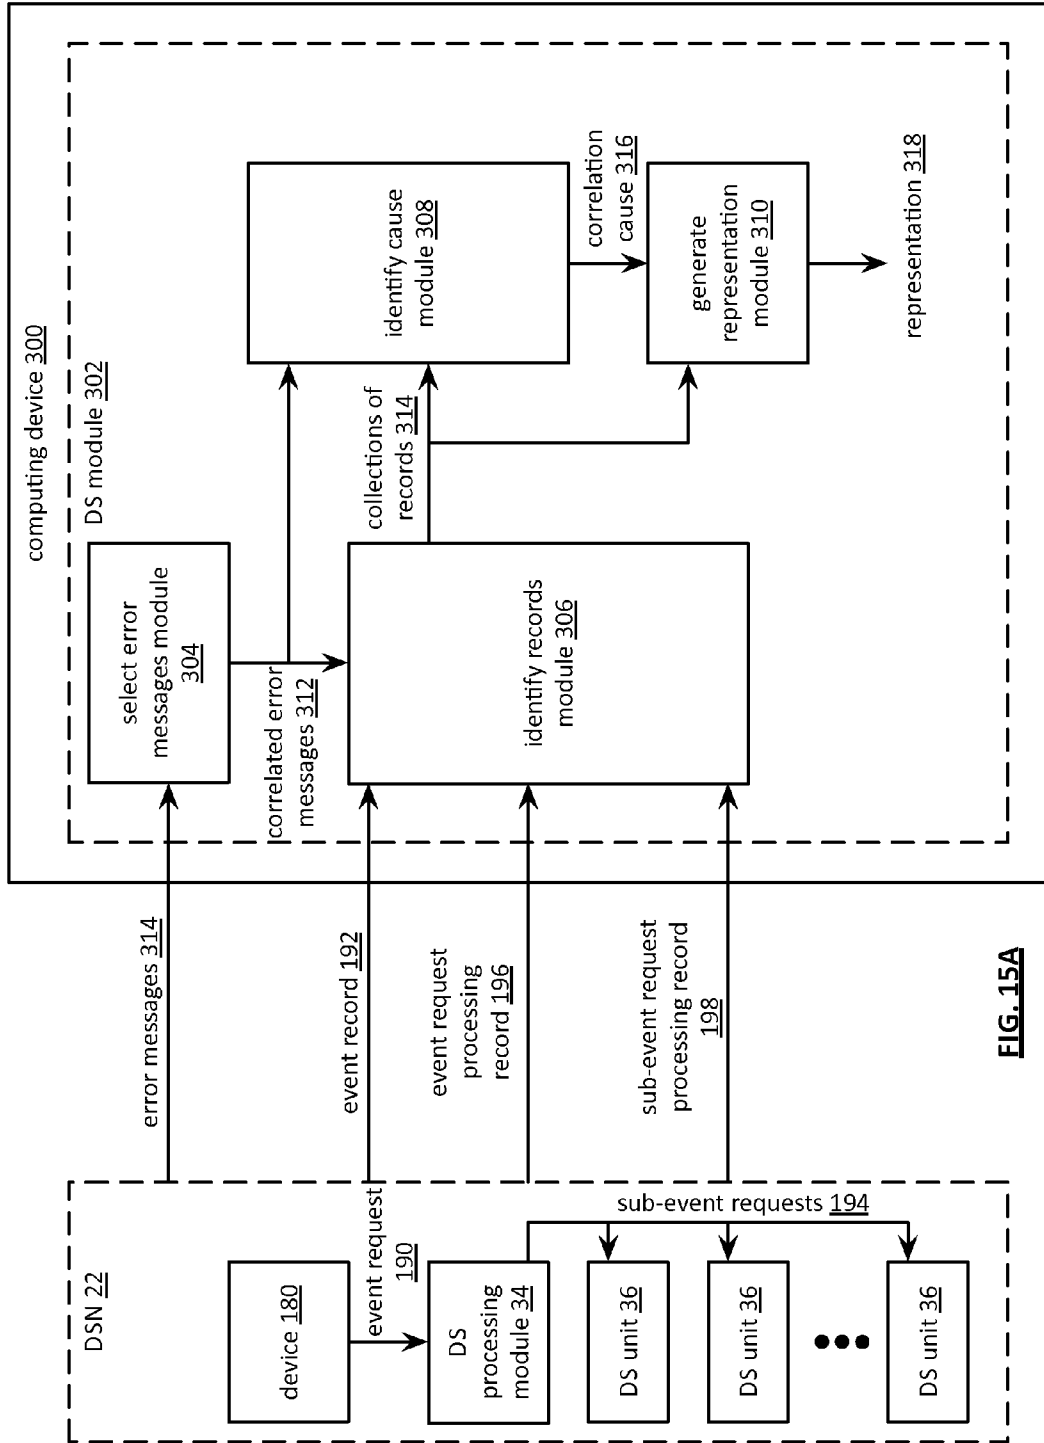 computing device 300
DS module 302
DSN 22
device 180
event request
190
DS
processing
module 34
sub-event requests 194
DS unit 36
DS unit 36
DS unit 36
error messages 314
event record 192
event request
processing
record 196
sub-event request
processing record
198
select error
messages module
304
correlated error
messages 312
identify records
module 306
collections of
records 314
identify cause
module 308
correlation
cause 316
generate
representation
module 310
representation 318
FIG. 15A